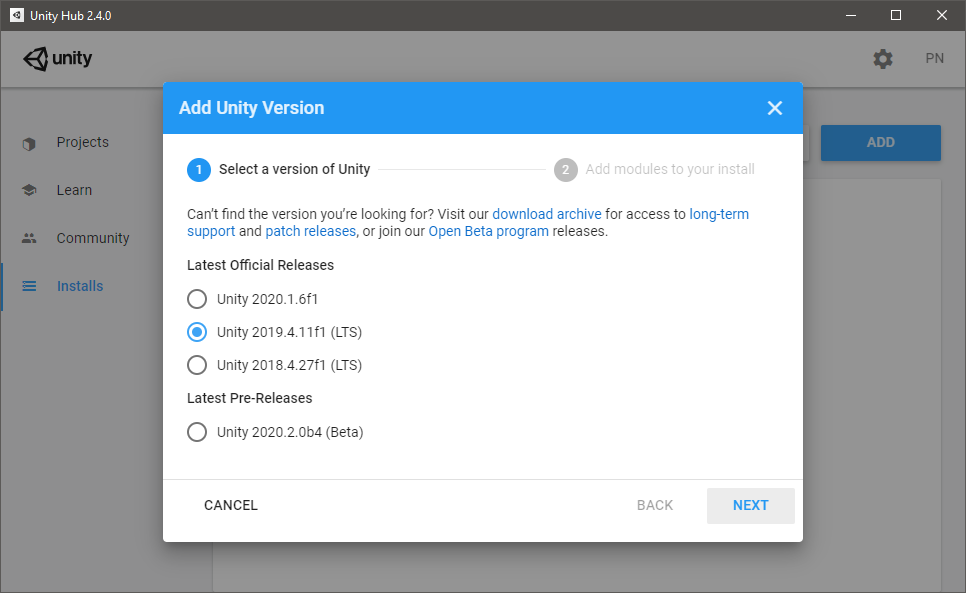 Unity Hub 2.4.0
unity
PN
Projects
Learn
Community
Installs
ADD
Add Unity Version
1 Select a version of Unity
2 Add modules to your install
Can't find the version you're looking for? Visit our download archive for access to long-term
support and patch releases, or join our Open Beta program releases.
Latest Official Releases
Unity 2020.1.6f1
Unity 2019.4.11f1 (LTS)
Unity 2018.4.27f1 (LTS)
Latest Pre-Releases
Unity 2020.2.0b4 (Beta)
CANCEL
BACK
NEXT